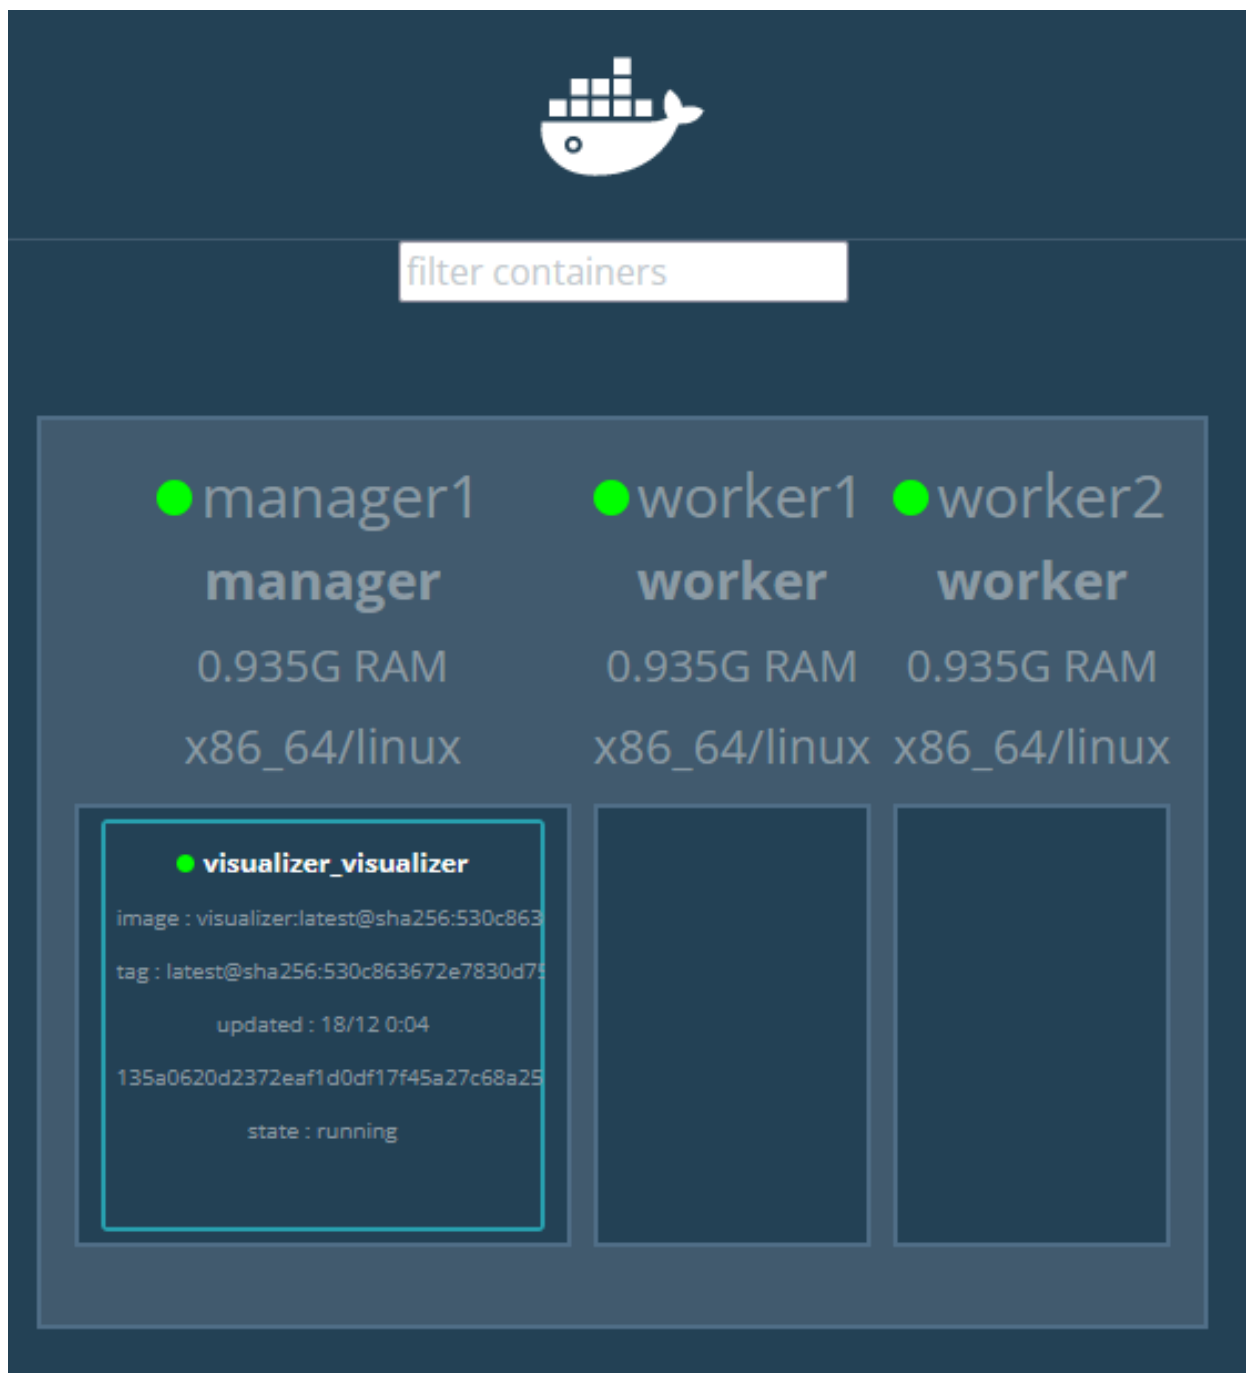 filter containers
manager1
manager
0.935G RAM
x86_64/linux
worker1
worker
0.935G RAM
x86_64/linux
worker2
worker
0.935G RAM
x86_64/linux
visualizer_visualizer
image : visualizer:latest@sha256:530c863
tag : latest@sha256:530c863672e7830d75
updated : 18/12 0:04
135a0620d2372eaf1d0df17f45a27c68a25
state : running